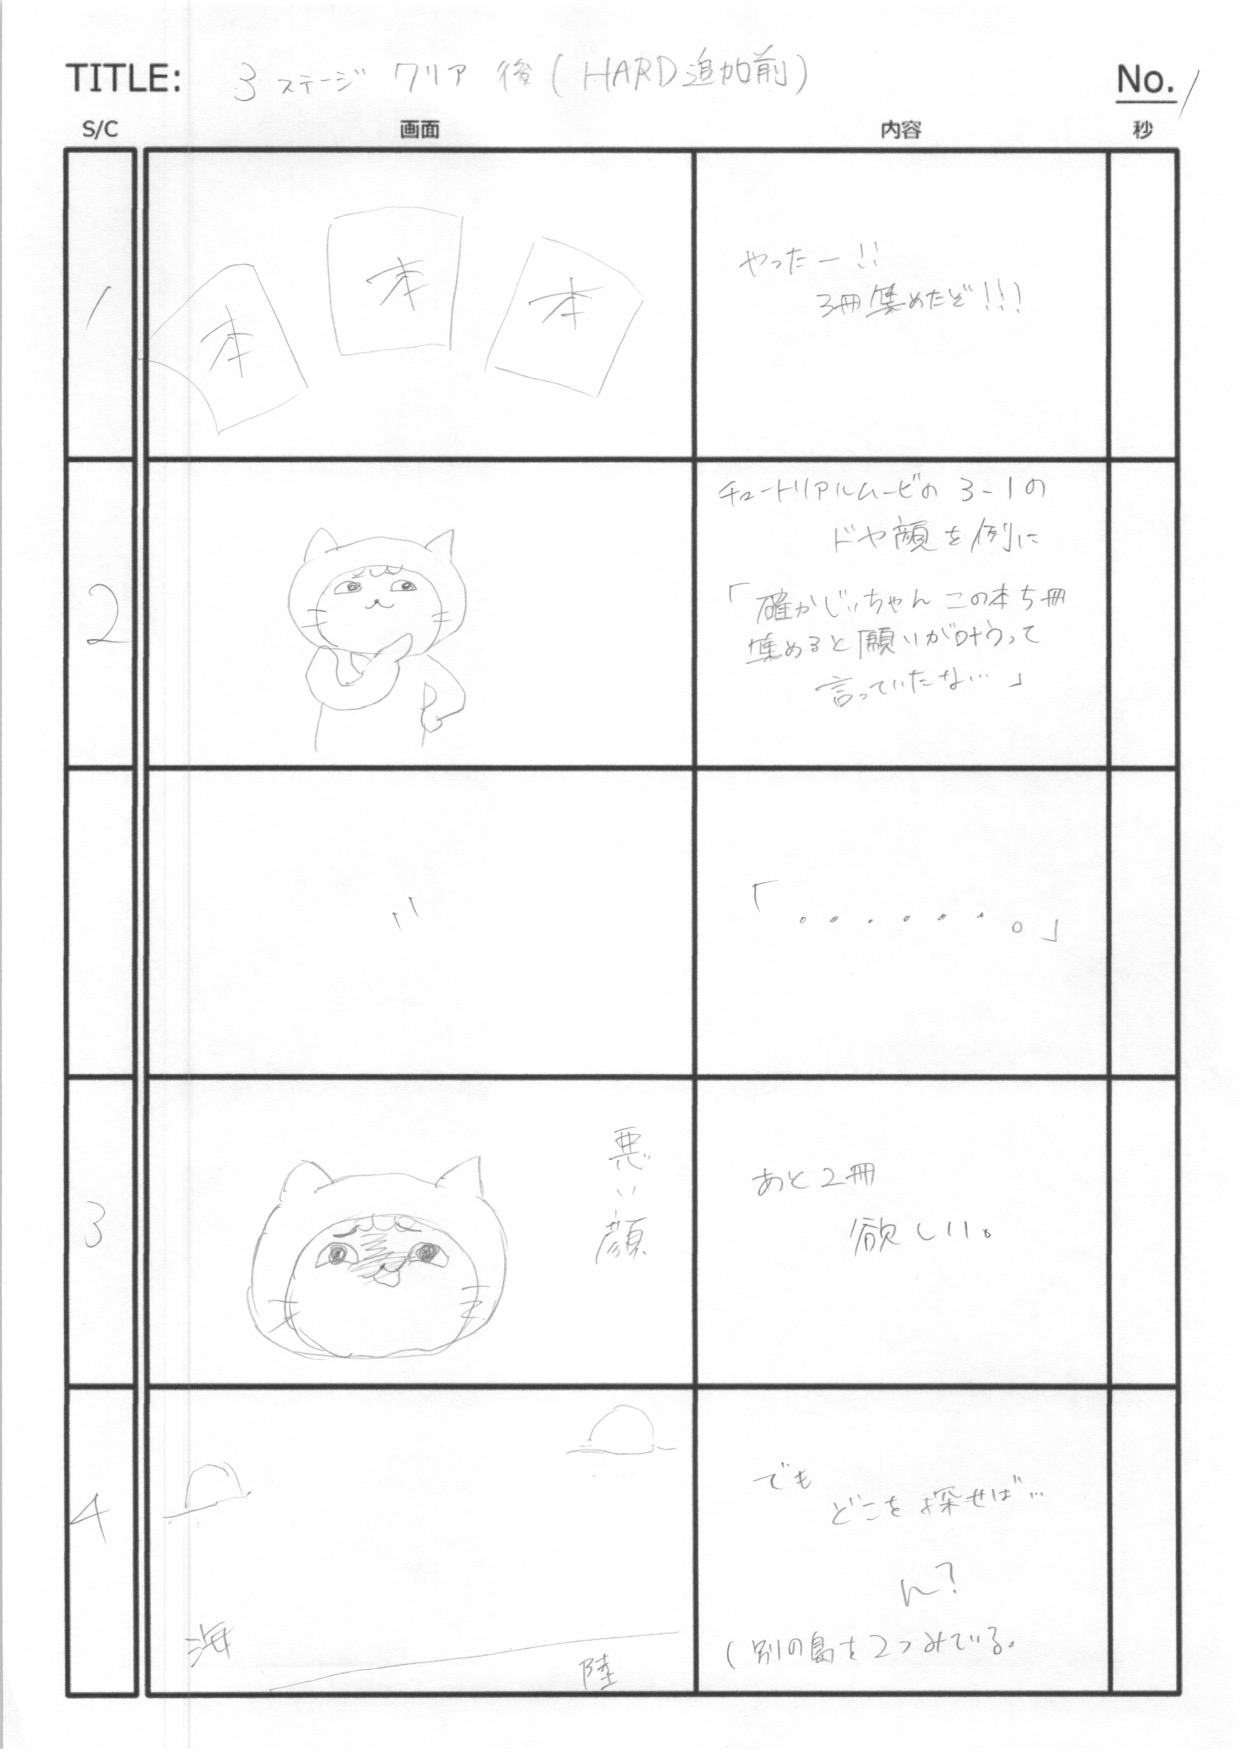 TITLE: 3ステージ クリア 後(HARD追加前)
No. 1
S/C 画面 内容 秒
1
本 本 本
やったー!!
3冊集めたぞ!!!
2
チュートリアルムービの 3-1の
ドヤ顔を例に
「確かじいちゃん この本5冊
集めると願いが叶うって
言っていたな…」
〃
「・・・・・・。」
3
悪い顔
あと2冊
欲しい。
4
海
陸
でも
どこを探せば…
ん?
(別の島を2つみている。